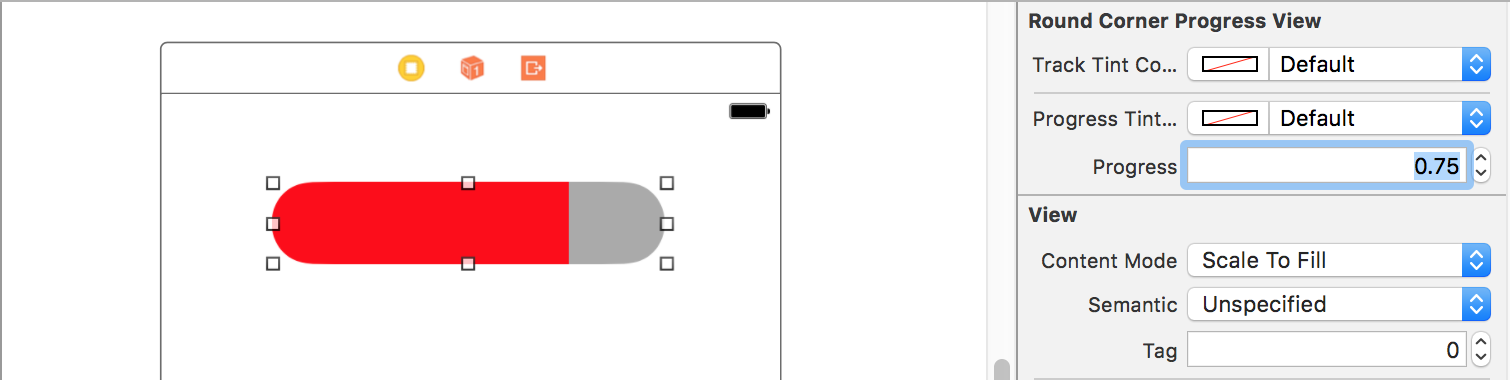 Round Corner Progress View
Track Tint Co... Default
Progress Tint... Default
Progress 0.75
View
Content Mode Scale To Fill
Semantic Unspecified
Tag 0